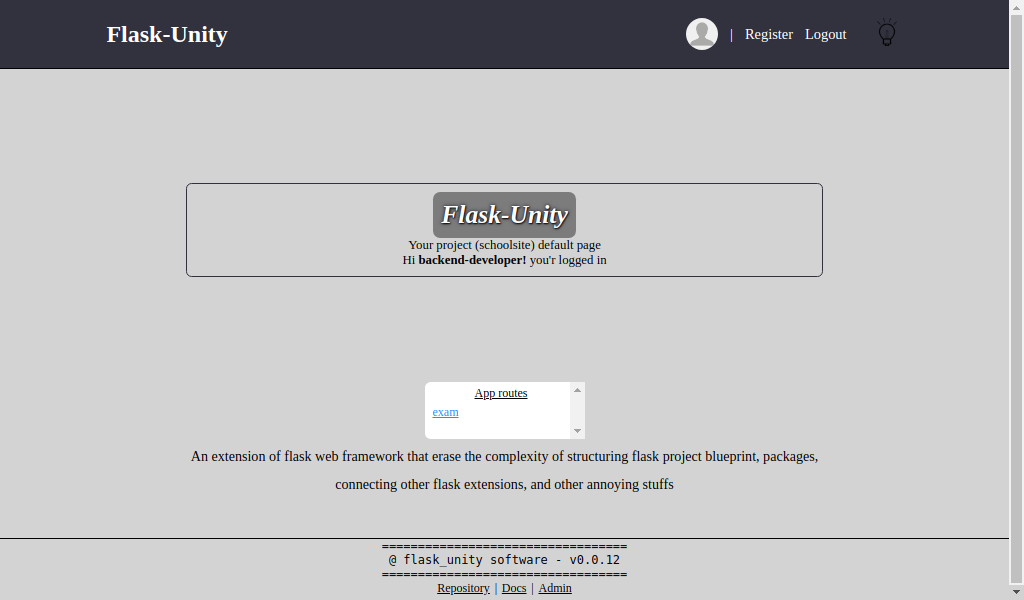 Flask-Unity
| Register Logout
Flask-Unity
Your project (schoolsite) default page
Hi backend-developer! you'r logged in
App routes
exam
An extension of flask web framework that erase the complexity of structuring flask project blueprint, packages,
connecting other flask extensions, and other annoying stuffs
==================================
@ flask_unity software - v0.0.12
==================================
Repository | Docs | Admin